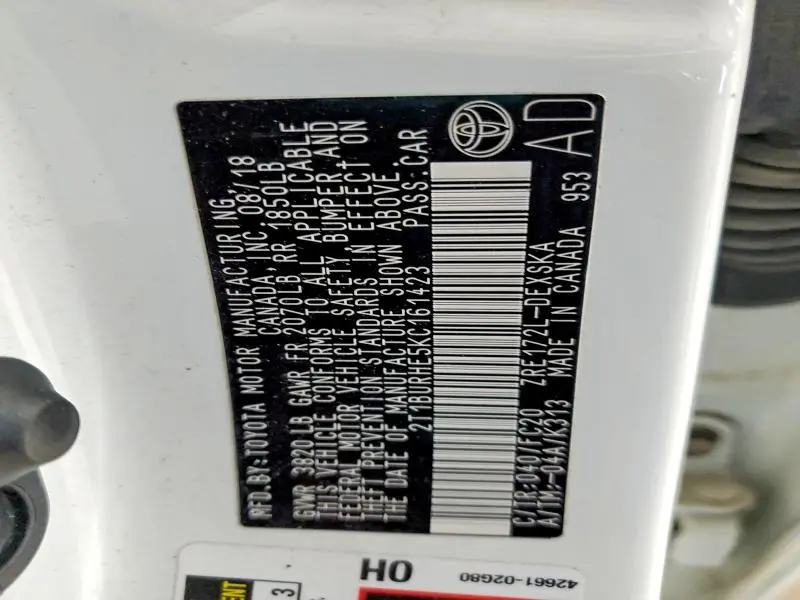 MFD.BY:TOYOTA MOTOR MANUFACTURING,
CANADA, INC. 08/18
GVWR 3820LB GAWR FR 2070LB RR 1850LB
THIS VEHICLE CONFORMS TO ALL APPLICABLE
FEDERAL MOTOR VEHICLE SAFETY, BUMPER, AND
THEFT PREVENTION STANDARDS IN EFFECT ON
THE DATE OF MANUFACTURE SHOWN ABOVE.
2T1BURHE5KC161423 PASS.CAR
C/TR:040/FC20 ZRE172L-DEXSKA
A/TM:-04A/K313 MADE IN CANADA 953
AD
OH
42661-02G80
ENT
3